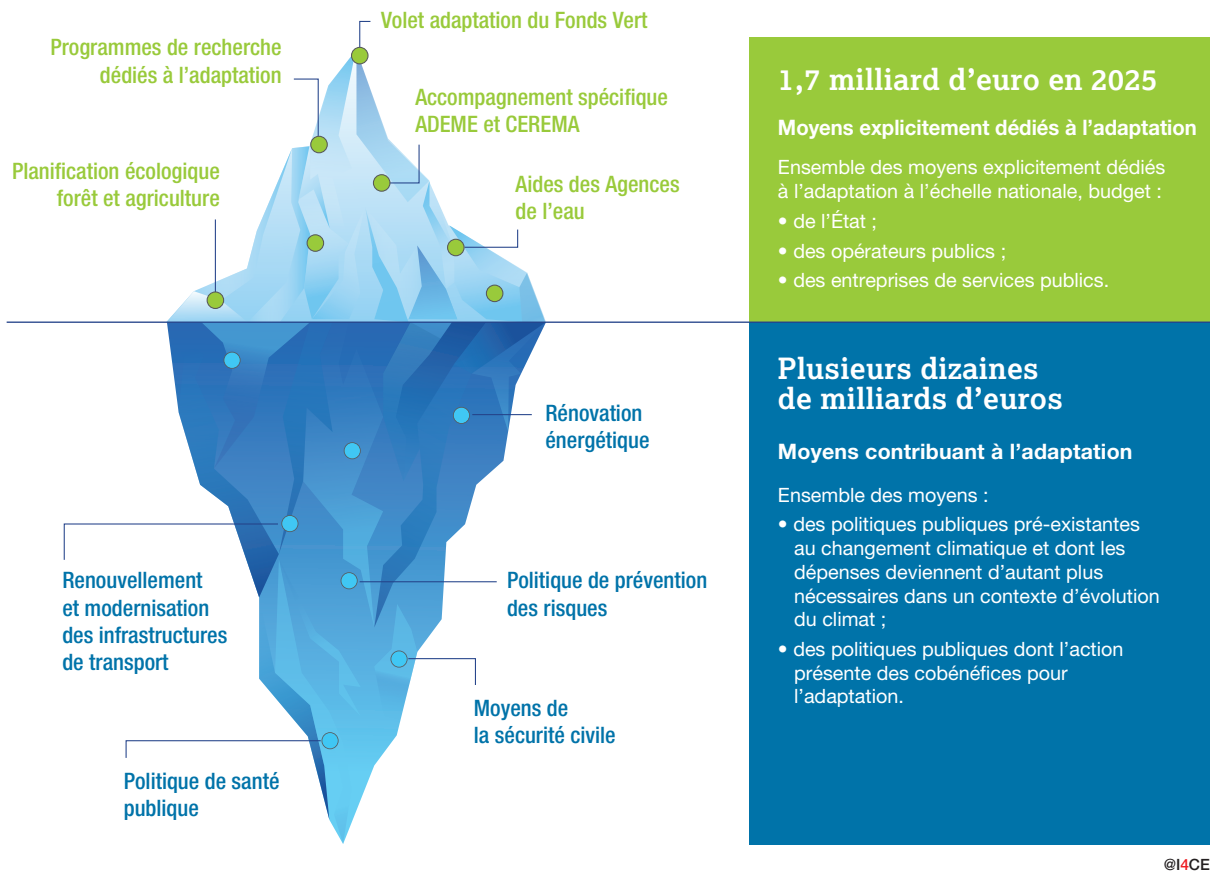 Volet adaptation du Fonds Vert
Programmes de recherche
dédiés à l'adaptation
Accompagnement spécifique
ADEME et CEREMA
Planification écologique
forêt et agriculture
Aides des Agences
de l'eau
1,7 milliard d'euro en 2025
Moyens explicitement dédiés à l'adaptation
Ensemble des moyens explicitement dédiés
à l'adaptation à l'échelle nationale, budget :
• de l'État ;
• des opérateurs publics ;
• des entreprises de services publics.
Rénovation
énergétique
Renouvellement
et modernisation
des infrastructures
de transport
Politique de prévention
des risques
Moyens de
la sécurité civile
Politique de santé
publique
Plusieurs dizaines
de milliards d'euros
Moyens contribuant à l'adaptation
Ensemble des moyens :
• des politiques publiques pré-existantes
au changement climatique et dont les
dépenses deviennent d'autant plus
nécessaires dans un contexte d'évolution
du climat ;
• des politiques publiques dont l'action
présente des cobénéfices pour
l'adaptation.
@I4CE